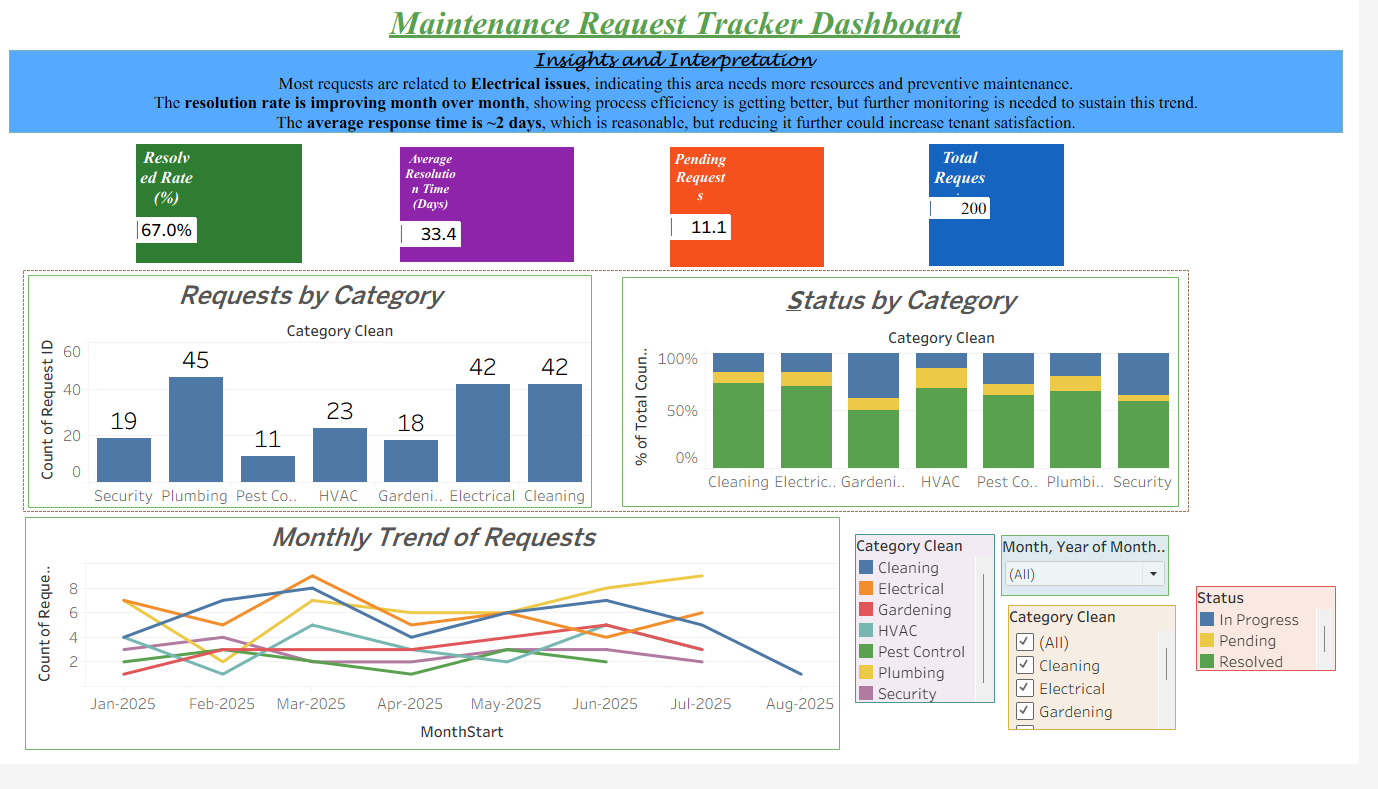 Maintenance Request Tracker Dashboard
Insights and Interpretation
Most requests are related to Electrical issues, indicating this area needs more resources and preventive maintenance.
The resolution rate is improving month over month, showing process efficiency is getting better, but further monitoring is needed to sustain this trend.
The average response time is ~2 days, which is reasonable, but reducing it further could increase tenant satisfaction.
Resolv
ed Rate
(%)
67.0%
Average
Resolutio
n Time
(Days)
33.4
Pending
Request
s
11.1
Total
Reques
200
Requests by Category
Category Clean
Count of Request ID
60
40
20
0
19
45
11
23
18
42
42
Security Plumbing Pest Co.. HVAC Gardeni.. Electrical Cleaning
Status by Category
Category Clean
% of Total Coun..
100%
50%
0%
Cleaning Electric.. Gardeni.. HVAC Pest Co.. Plumbi.. Security
Monthly Trend of Requests
Count of Reque..
8
6
4
2
Jan-2025 Feb-2025 Mar-2025 Apr-2025 May-2025 Jun-2025 Jul-2025 Aug-2025
MonthStart
Category Clean
Cleaning
Electrical
Gardening
HVAC
Pest Control
Plumbing
Security
Month, Year of Month..
(All)
Category Clean
(All)
Cleaning
Electrical
Gardening
Status
In Progress
Pending
Resolved